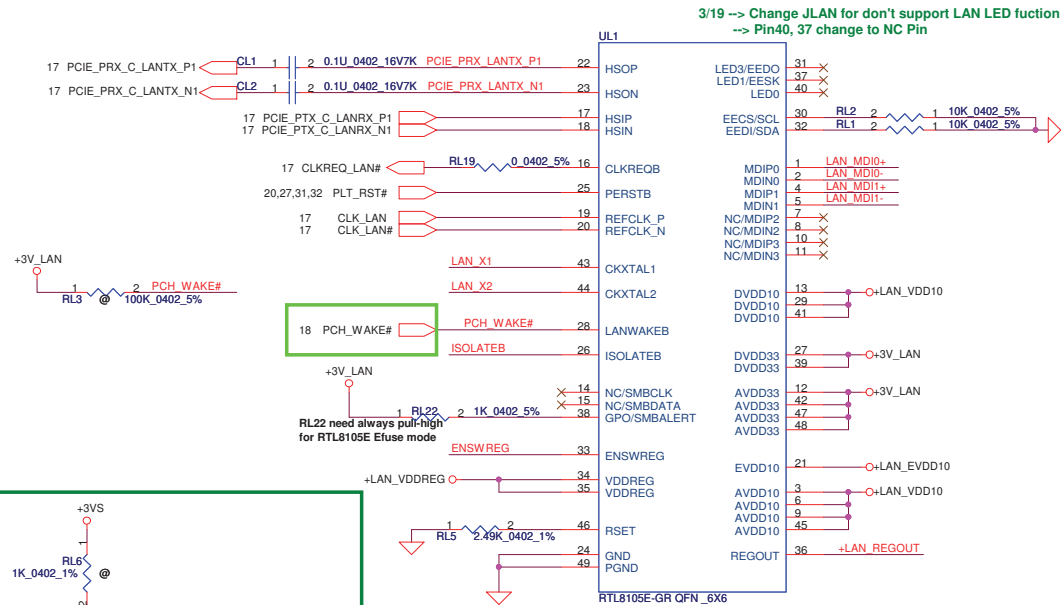 3/19 --> Change JLAN for don't support LAN LED fuction
--> Pin40, 37 change to NC Pin
UL1
17 PCIE_PRX_C_LANTX_P1 CL1 1 2 0.1U_0402_16V7K PCIE_PRX_LANTX_P1 22 HSOP
17 PCIE_PRX_C_LANTX_N1 CL2 1 2 0.1U_0402_16V7K PCIE_PRX_LANTX_N1 23 HSON
17 PCIE_PTX_C_LANRX_P1 17 HSIP
17 PCIE_PTX_C_LANRX_N1 18 HSIN
17 CLKREQ_LAN# RL19 0_0402_5% 16 CLKREQB
20,27,31,32 PLT_RST# 25 PERSTB
17 CLK_LAN 19 REFCLK_P
17 CLK_LAN# 20 REFCLK_N
LAN_X1 43 CKXTAL1
LAN_X2 44 CKXTAL2
+3V_LAN
1 2 PCH_WAKE#
RL3 @ 100K_0402_5%
18 PCH_WAKE# PCH_WAKE# 28 LANWAKEB
ISOLATEB 26 ISOLATEB
+3V_LAN
14 NC/SMBCLK
15 NC/SMBDATA
1 RL22 2 1K_0402_5% 38 GPO/SMBALERT
RL22 need always pull-high
for RTL8105E Efuse mode
ENSWREG 33 ENSWREG
+LAN_VDDREG 34 VDDREG
35 VDDREG
1 2 46 RSET
RL5 2.49K_0402_1%
24 GND
49 PGND
LED3/EEDO 31
LED1/EESK 37
LED0 40
EECS/SCL 30 RL2 2 1 10K_0402_5%
EEDI/SDA 32 RL1 2 1 10K_0402_5%
MDIP0 1 LAN_MDI0+
MDIN0 2 LAN_MDI0-
MDIP1 4 LAN_MDI1+
MDIN1 5 LAN_MDI1-
NC/MDIP2 7
NC/MDIN2 8
NC/MDIP3 10
NC/MDIN3 11
DVDD10 13 +LAN_VDD10
DVDD10 29
DVDD10 41
DVDD33 27 +3V_LAN
DVDD33 39
AVDD33 12 +3V_LAN
AVDD33 42
AVDD33 47
AVDD33 48
EVDD10 21 +LAN_EVDD10
AVDD10 3 +LAN_VDD10
AVDD10 6
AVDD10 9
AVDD10 45
REGOUT 36 +LAN_REGOUT
RTL8105E-GR QFN _6X6
+3VS
1
RL6
1K_0402_1% @
2